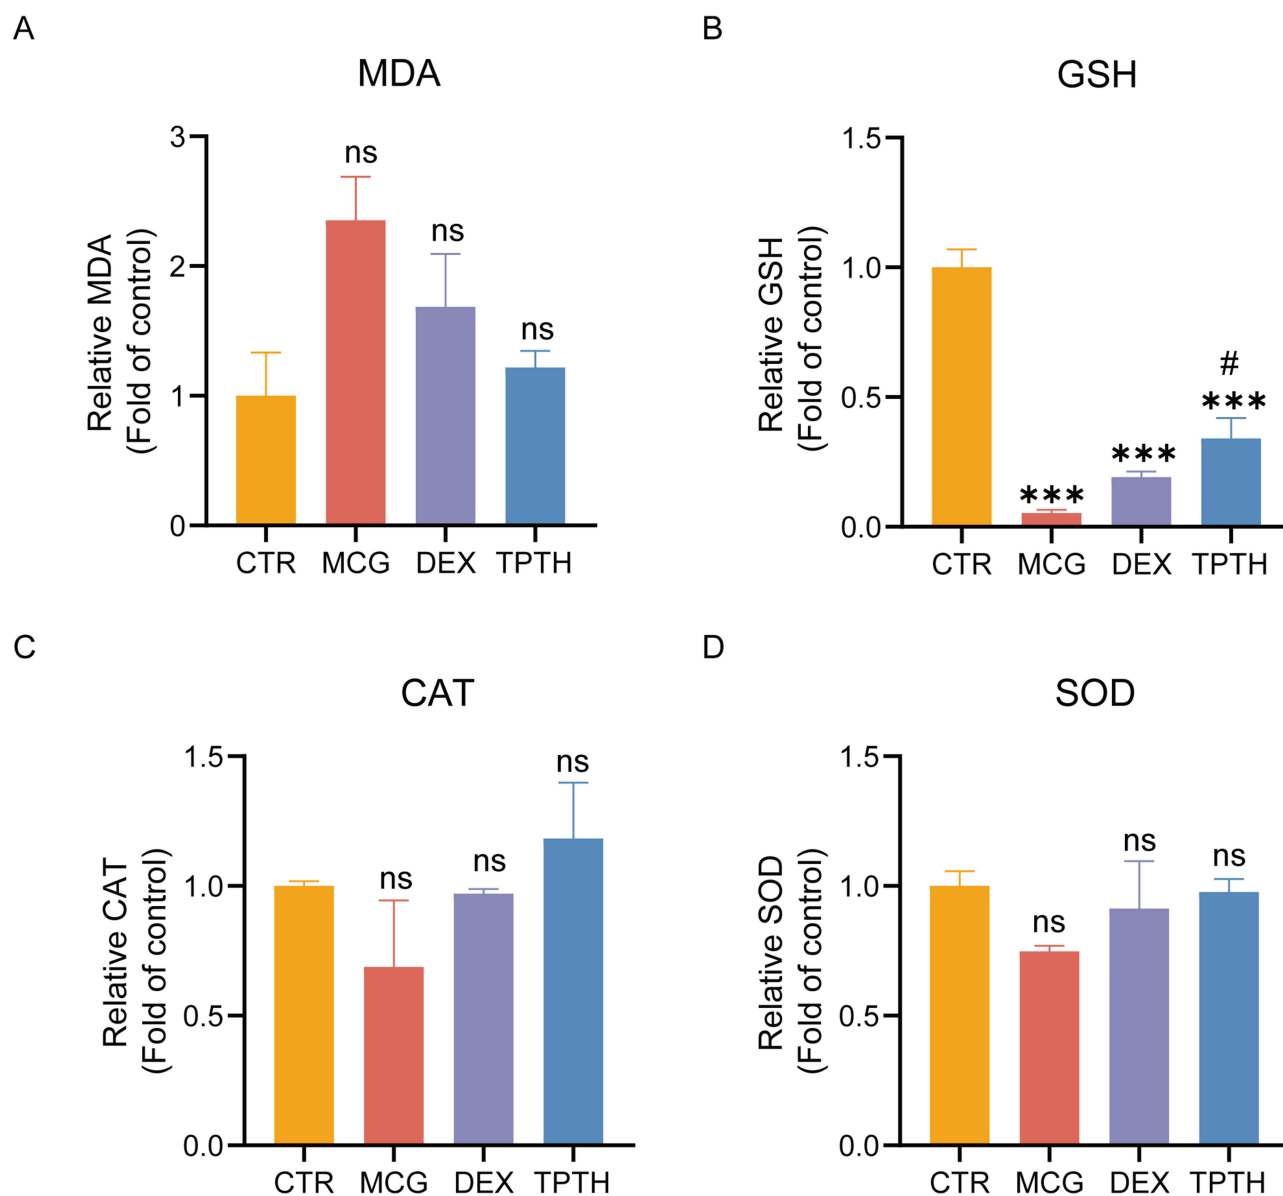 A
MDA
Relative MDA
(Fold of control)
3
2
1
0
ns
ns
ns
CTR MCG DEX TPTH
B
GSH
Relative GSH
(Fold of control)
1.5
1.0
0.5
0.0
***
***
#
***
CTR MCG DEX TPTH
C
CAT
Relative CAT
(Fold of control)
1.5
1.0
0.5
0.0
ns
ns
ns
CTR MCG DEX TPTH
D
SOD
Relative SOD
(Fold of control)
1.5
1.0
0.5
0.0
ns
ns
ns
CTR MCG DEX TPTH